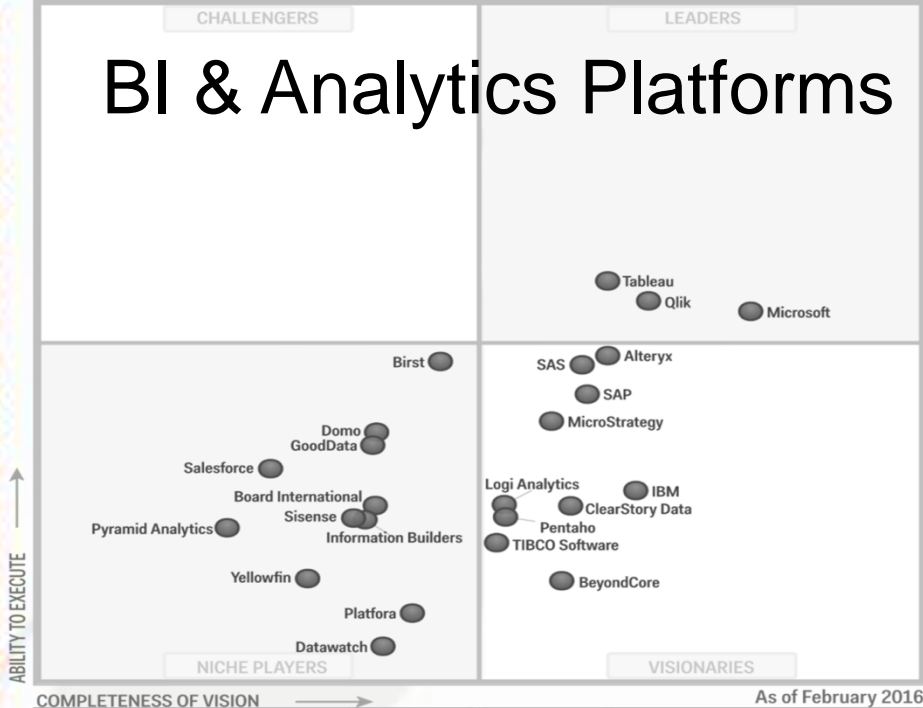 CHALLENGERS
LEADERS
BI & Analytics Platforms
Tableau
Qlik
Microsoft
Birst
Alteryx
SAS
SAP
MicroStrategy
Domo
GoodData
Salesforce
Logi Analytics
IBM
Board International
ClearStory Data
Sisense
Pyramid Analytics
Pentaho
Information Builders
TIBCO Software
Yellowfin
BeyondCore
Platfora
Datawatch
NICHE PLAYERS
VISIONARIES
ABILITY TO EXECUTE
COMPLETENESS OF VISION
As of February 2016